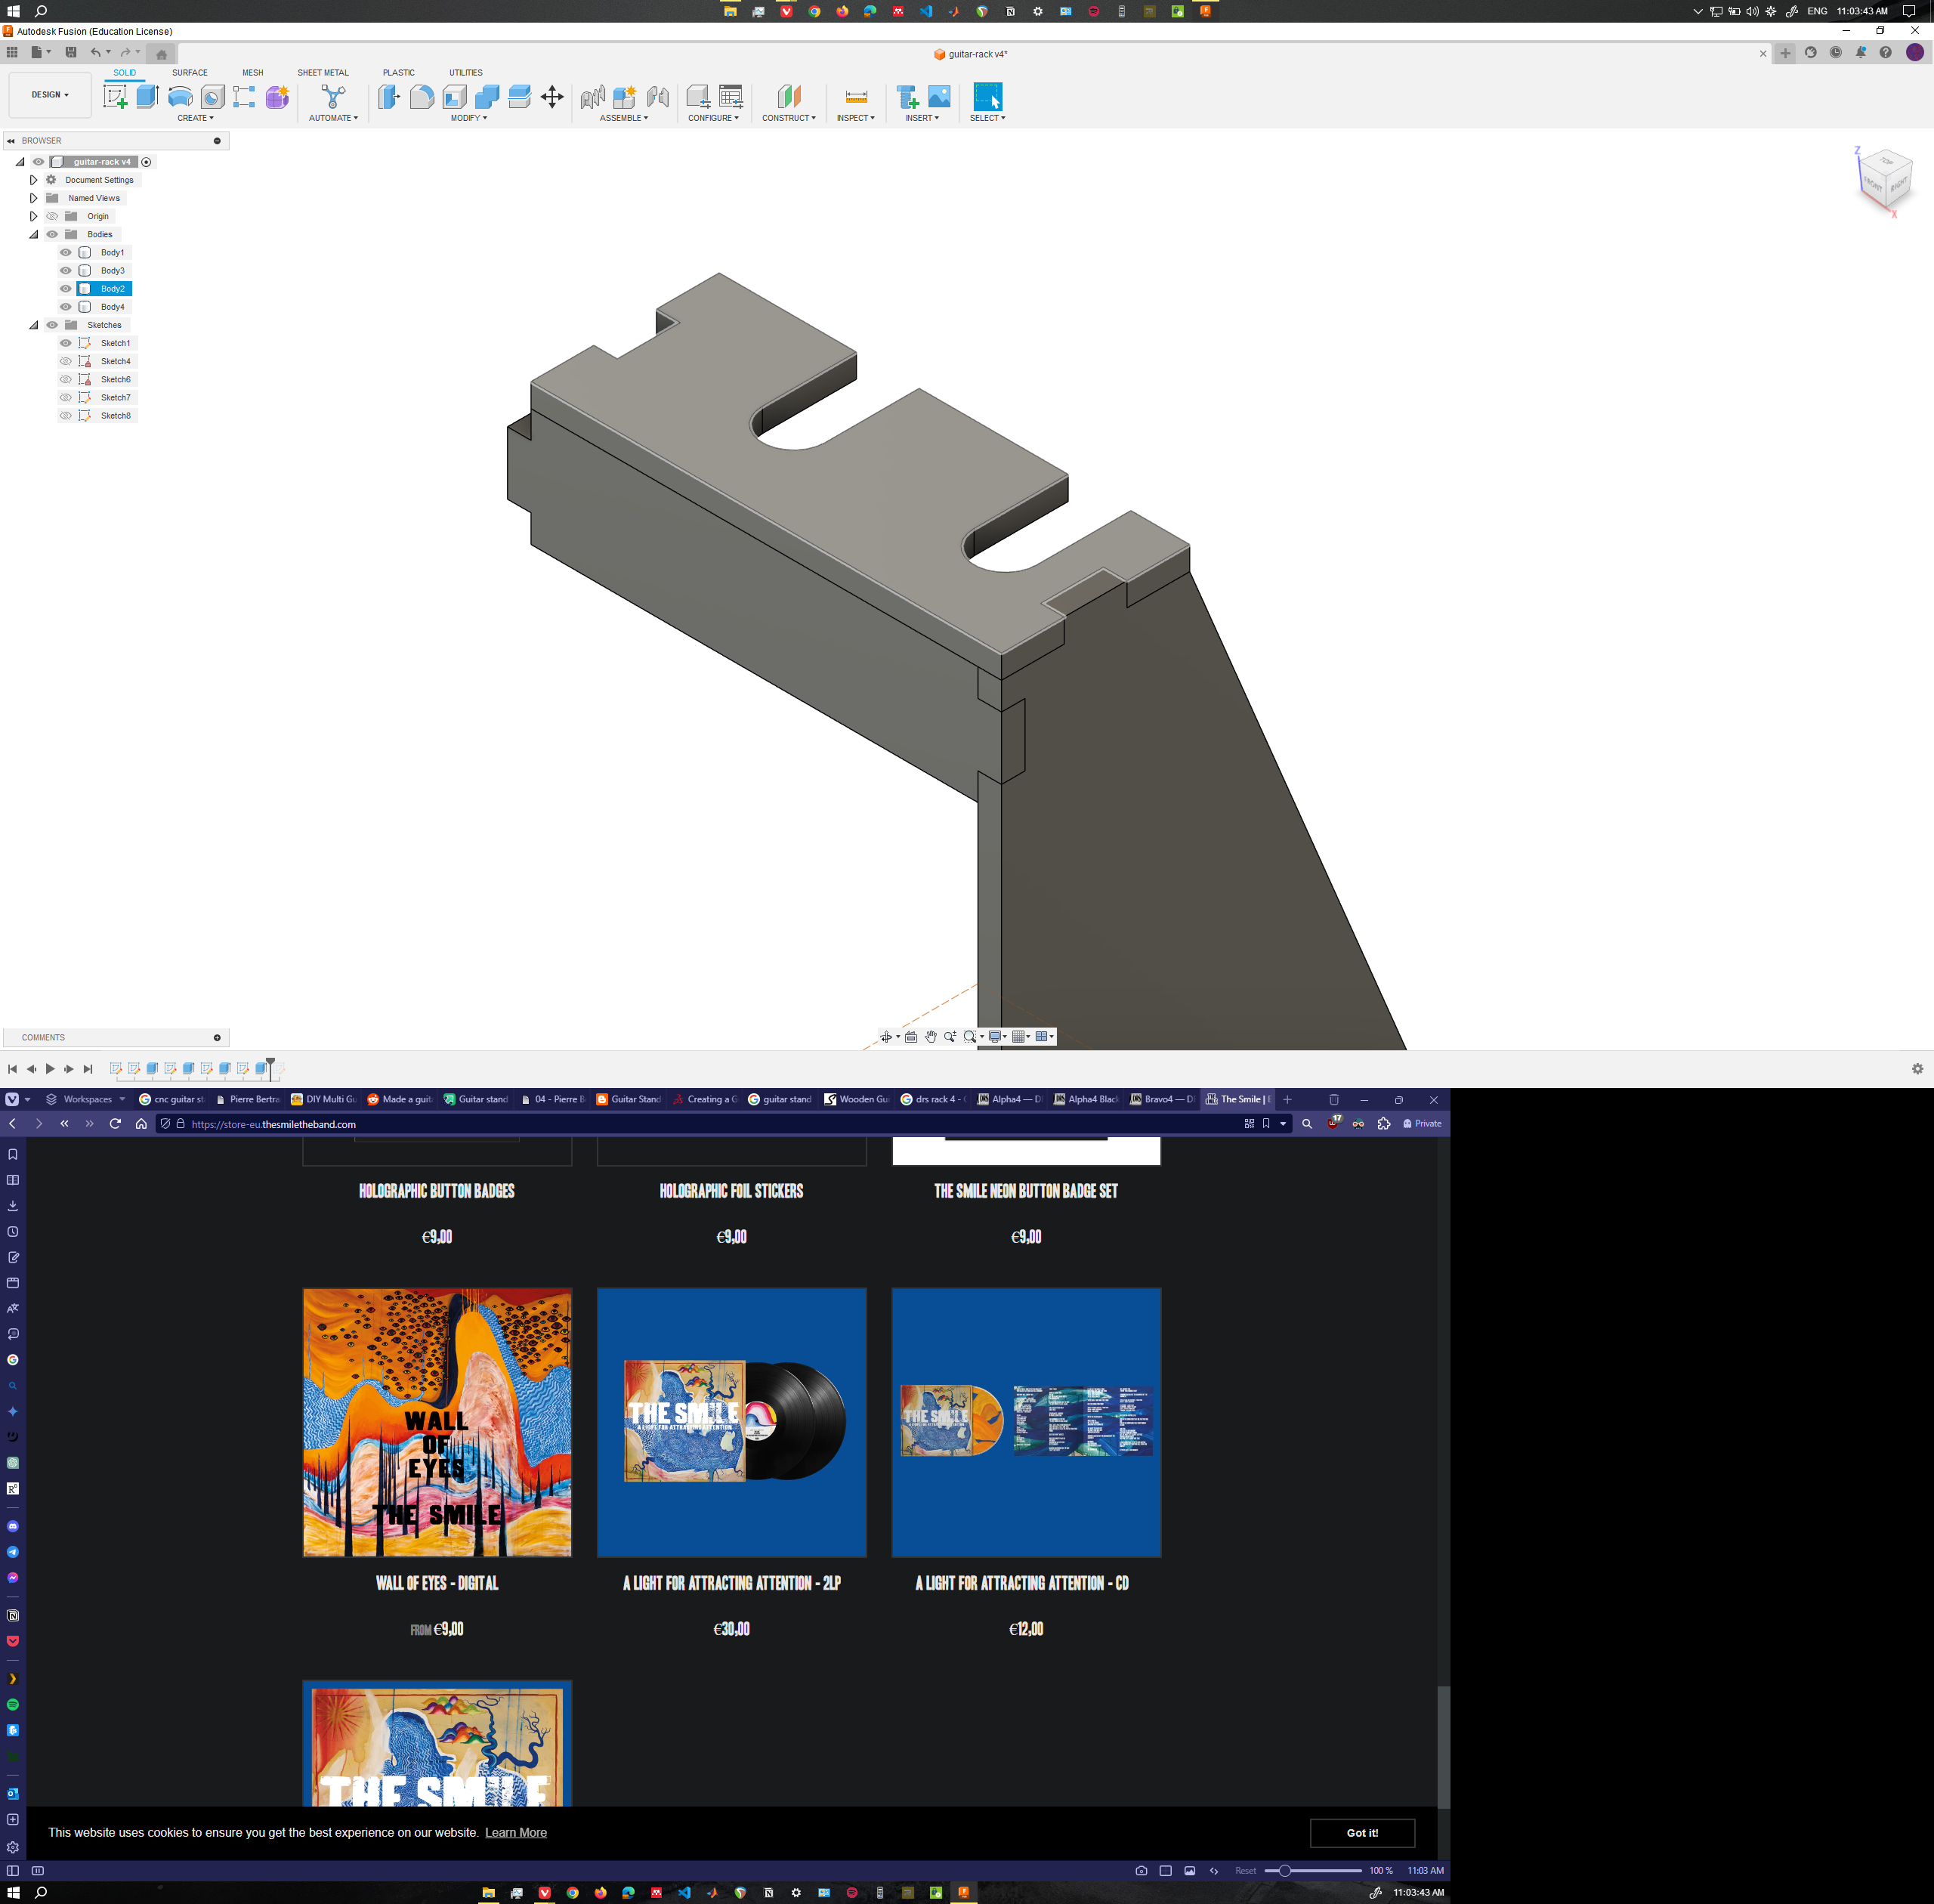 ENG 11:03:43 AM
Autodesk Fusion (Education License)
guitar-rack v4*
SOLID SURFACE MESH SHEET METAL PLASTIC UTILITIES
DESIGN
CREATE AUTOMATE MODIFY ASSEMBLE CONFIGURE CONSTRUCT INSPECT INSERT SELECT
BROWSER
guitar-rack v4
Document Settings
Named Views
Origin
Bodies
Body1
Body3
Body2
Body4
Sketches
Sketch1
Sketch4
Sketch6
Sketch7
Sketch8
Z
TOP
FRONT RIGHT
X
COMMENTS
Workspaces cnc guitar st Pierre Bertra DIY Multi Gu Made a guit Guitar stand 04 - Pierre B Guitar Stand Creating a G guitar stand Wooden Gu drs rack 4 - Alpha4 — D Alpha4 Black Bravo4 — D The Smile | E
https://store-eu.thesmiletheband.com
17
Private
HOLOGRAPHIC BUTTON BADGES HOLOGRAPHIC FOIL STICKERS THE SMILE NEON BUTTON BADGE SET
€9,00 €9,00 €9,00
WALL
OF
EYES
THE SMILE
THE SMILE
A LIGHT FOR ATTRACTING ATTENTION
THE SMILE
WALL OF EYES - DIGITAL A LIGHT FOR ATTRACTING ATTENTION - 2LP A LIGHT FOR ATTRACTING ATTENTION - CD
FROM €9,00 €30,00 €12,00
THE SMILE
This website uses cookies to ensure you get the best experience on our website. Learn More
Got it!
Reset 100 % 11:03 AM
11:03:43 AM